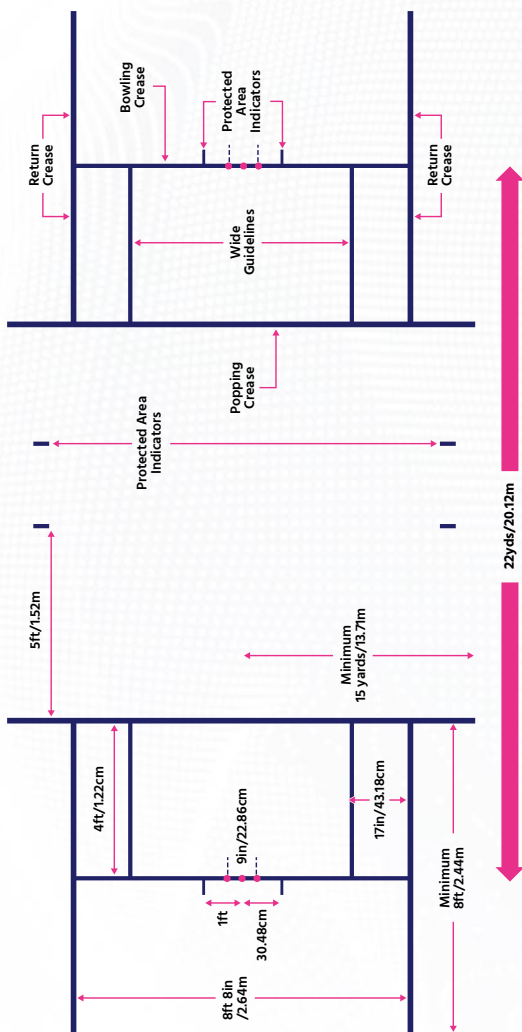 5ft/1.52m
Return
Crease
4ft/1.22cm
Protected Area
Indicators
Bowling
Crease
8ft 8in
/2.64m
1ft
30.48cm
9in/22.86cm
Popping
Crease
Wide
Guidelines
Protected
Area
Indicators
17in/43.18cm
Minimum
15 yards/13.71m
Return
Crease
Minimum
8ft/2.44m
22yds/20.12m